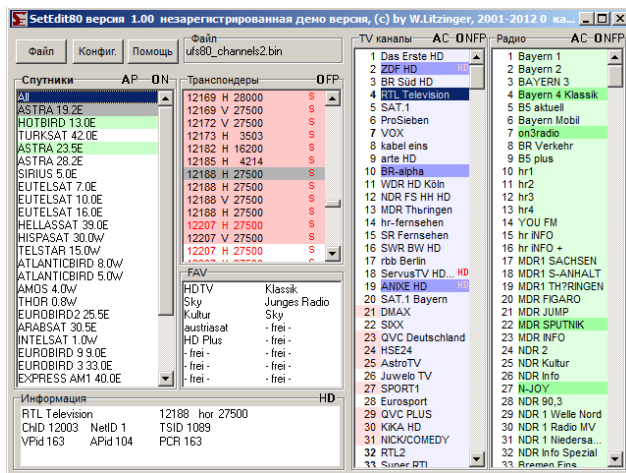 SetEdit80 версия 1.00 незарегистрированная демо версия, (c) by W.Litzinger, 2001-2012 0 ка...
Файл
Конфиг.
Помощь
Файл
ufs80_channels2.bin
Спутники AP ON
All
ASTRA 19.2E
HOTBIRD 13.0E
TURKSAT 42.0E
ASTRA 23.5E
ASTRA 28.2E
SIRIUS 5.0E
EUTELSAT 7.0E
EUTELSAT 10.0E
EUTELSAT 16.0E
HELLASSAT 39.0E
HISPASAT 30.0W
TELSTAR 15.0W
ATLANTICBIRD 8.0W
ATLANTICBIRD 5.0W
AMOS 4.0W
THOR 0.8W
EUROBIRD2 25.5E
ARABSAT 30.5E
INTELSAT 1.0W
EUROBIRD 9 9.0E
EUROBIRD 3 33.0E
EXPRESS AM1 40.0E
Транспондеры OFP
12169 H 28000 S
12169 V 27500 S
12172 V 27500 S
12173 H 3503 S
12182 H 16200 S
12185 H 4214 S
12188 H 27500 S
12188 H 27500 S
12188 V 27500 S
12188 H 27500 S
12207 H 27500 S
12207 V 27500 S
FAV
HDTV Klassik
Sky Junges Radio
Kultur Sky
austriasat - frei -
HD Plus - frei -
- frei - - frei -
- frei - - frei -
- frei - - frei -
Информация HD
RTL Television 12188 hor 27500
ChID 12003 NetID 1 TSID 1089
VPid 163 APid 104 PCR 163
TV каналы AC-ONFP
1 Das Erste HD
2 ZDF HD HD
3 BR Süd HD
4 RTL Television
5 SAT.1
6 ProSieben
7 VOX
8 kabel eins
9 arte HD
10 BR-alpha
11 WDR HD Köln
12 NDR FS HH HD
13 MDR Thьringen
14 hr-fernsehen
15 SR Fernsehen
16 SWR BW HD
17 rbb Berlin
18 ServusTV HD... HD
19 ANIXE HD HD
20 SAT.1 Bayern
21 DMAX
22 SIXX
23 QVC Deutschland
24 HSE24
25 AstroTV
26 Juwelo TV
27 SPORT1
28 Eurosport
29 QVC PLUS
30 KiKA HD
31 NICK/COMEDY
32 RTL2
33 Super RTL
Радио AC-ONFP
1 Bayern 1
2 Bayern 2
3 BAYERN 3
4 Bayern 4 Klassik
5 B5 aktuell
6 Bayern Mobil
7 on3radio
8 BR Verkehr
9 B5 plus
10 hr1
11 hr2
12 hr3
13 hr4
14 YOU FM
15 hr iNFO
16 hr iNFO +
17 MDR1 SACHSEN
18 MDR1 S-ANHALT
19 MDR1 TH?RINGEN
20 MDR FIGARO
21 MDR JUMP
22 MDR SPUTNIK
23 MDR INFO
24 NDR 2
25 NDR Kultur
26 NDR Info
27 N-JOY
28 NDR 90,3
29 NDR 1 Welle Nord
30 NDR 1 Radio MV
31 NDR 1 Niedersa...
32 NDR Info Spezial
33 Bremen Eins